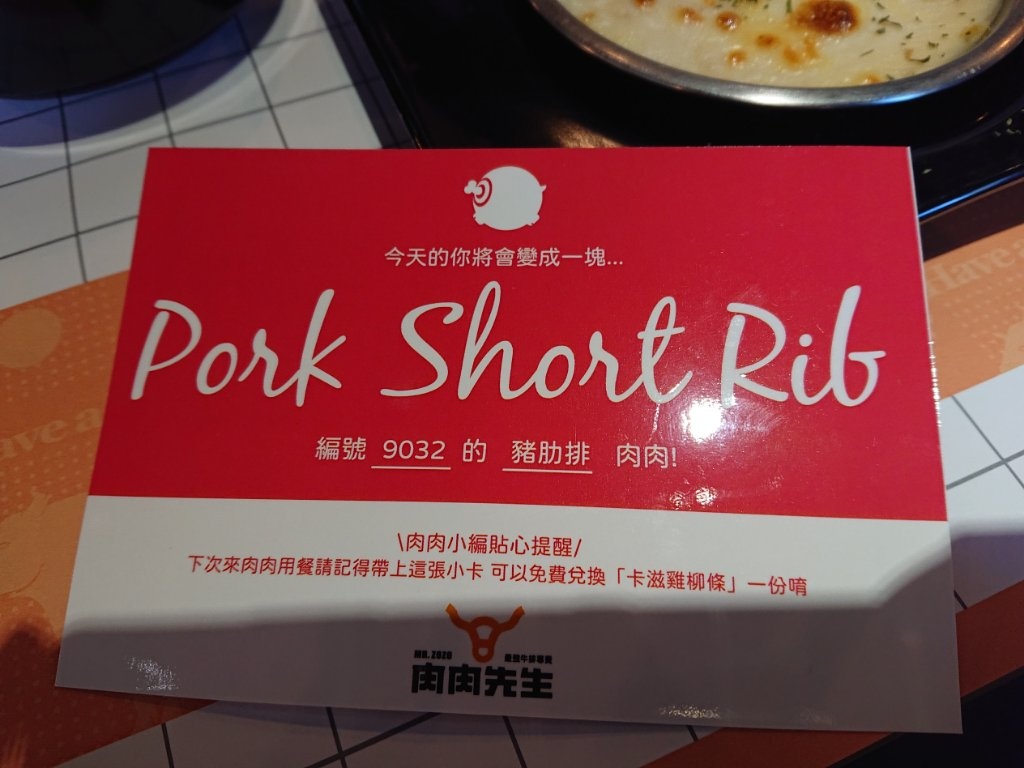 今天的你將會變成一塊...
Pork Short Rib
編號 9032 的 豬肋排 肉肉!
\肉肉小編貼心提醒/
下次來肉肉用餐請記得帶上這張小卡 可以免費兌換「卡滋雞柳條」一份唷
MR. ZOZO
肉肉先生
ave a
Have a